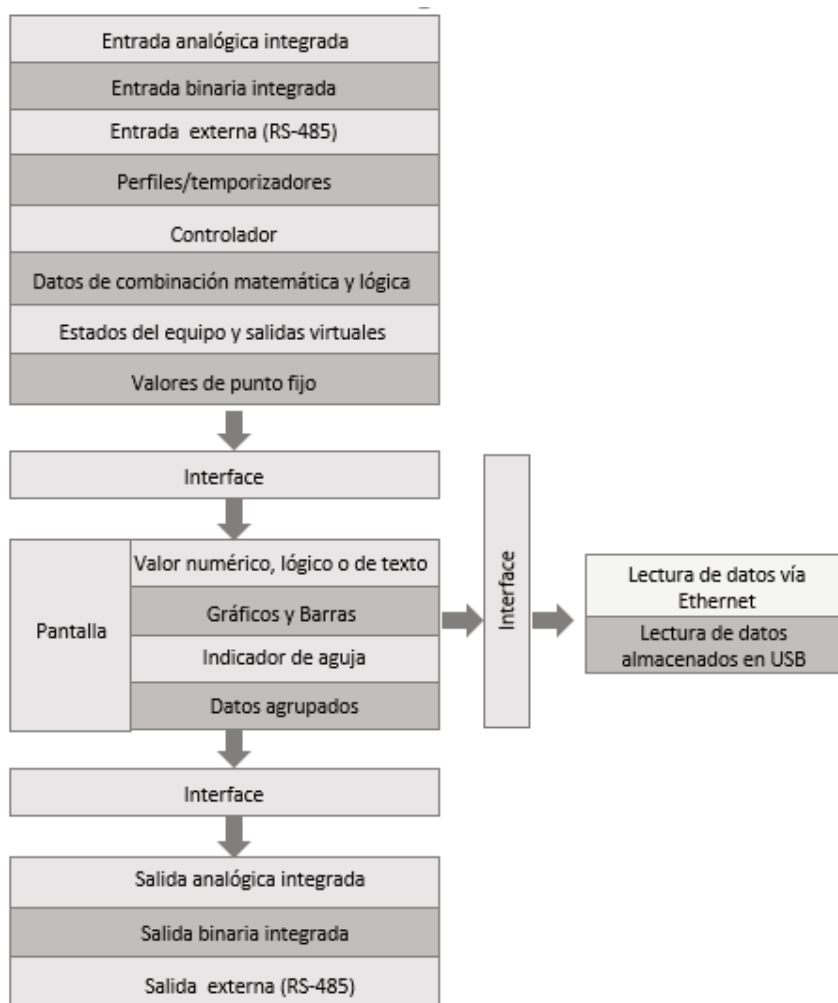 Entrada analógica integrada
Entrada binaria integrada
Entrada externa (RS-485)
Perfiles/temporizadores
Controlador
Datos de combinación matemática y lógica
Estados del equipo y salidas virtuales
Valores de punto fijo
Interface
Pantalla
Valor numérico, lógico o de texto
Gráficos y Barras
Indicador de aguja
Datos agrupados
Interface
Lectura de datos vía
Ethernet
Lectura de datos
almacenados en USB
Interface
Salida analógica integrada
Salida binaria integrada
Salida externa (RS-485)